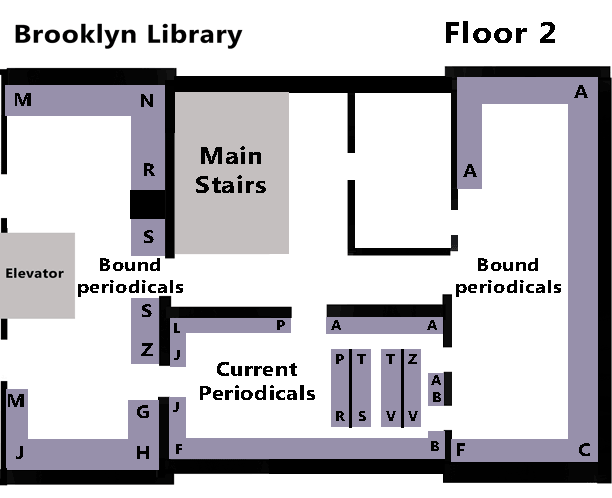 Brooklyn Library
Floor 2
M N
A
R
Main
Stairs
A
S
Elevator
Bound
periodicals
Bound
periodicals
S
L P A A
J
Z
Current
Periodicals
P T T Z
A
B
M
J
G
R S V V
J H
F B
F C